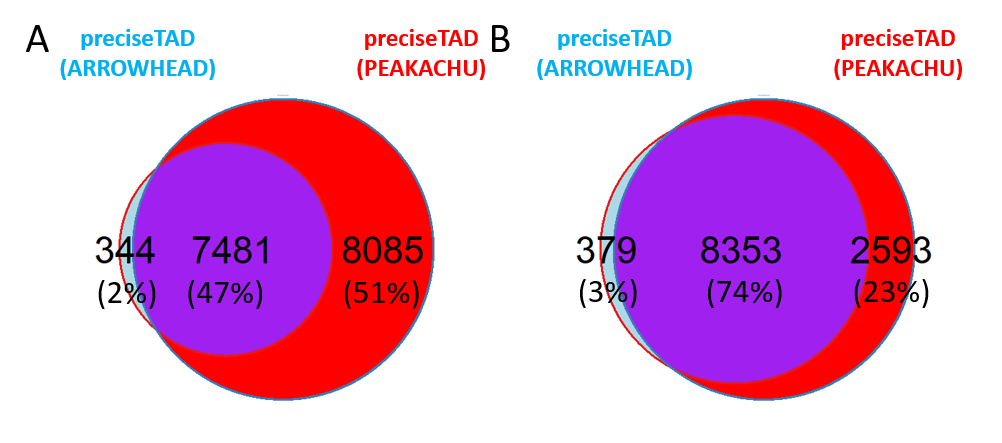 A
preciseTAD
(ARROWHEAD)
preciseTAD
(PEAKACHU)
344
(2%)
7481
(47%)
8085
(51%)
B
preciseTAD
(ARROWHEAD)
preciseTAD
(PEAKACHU)
379
(3%)
8353
(74%)
2593
(23%)